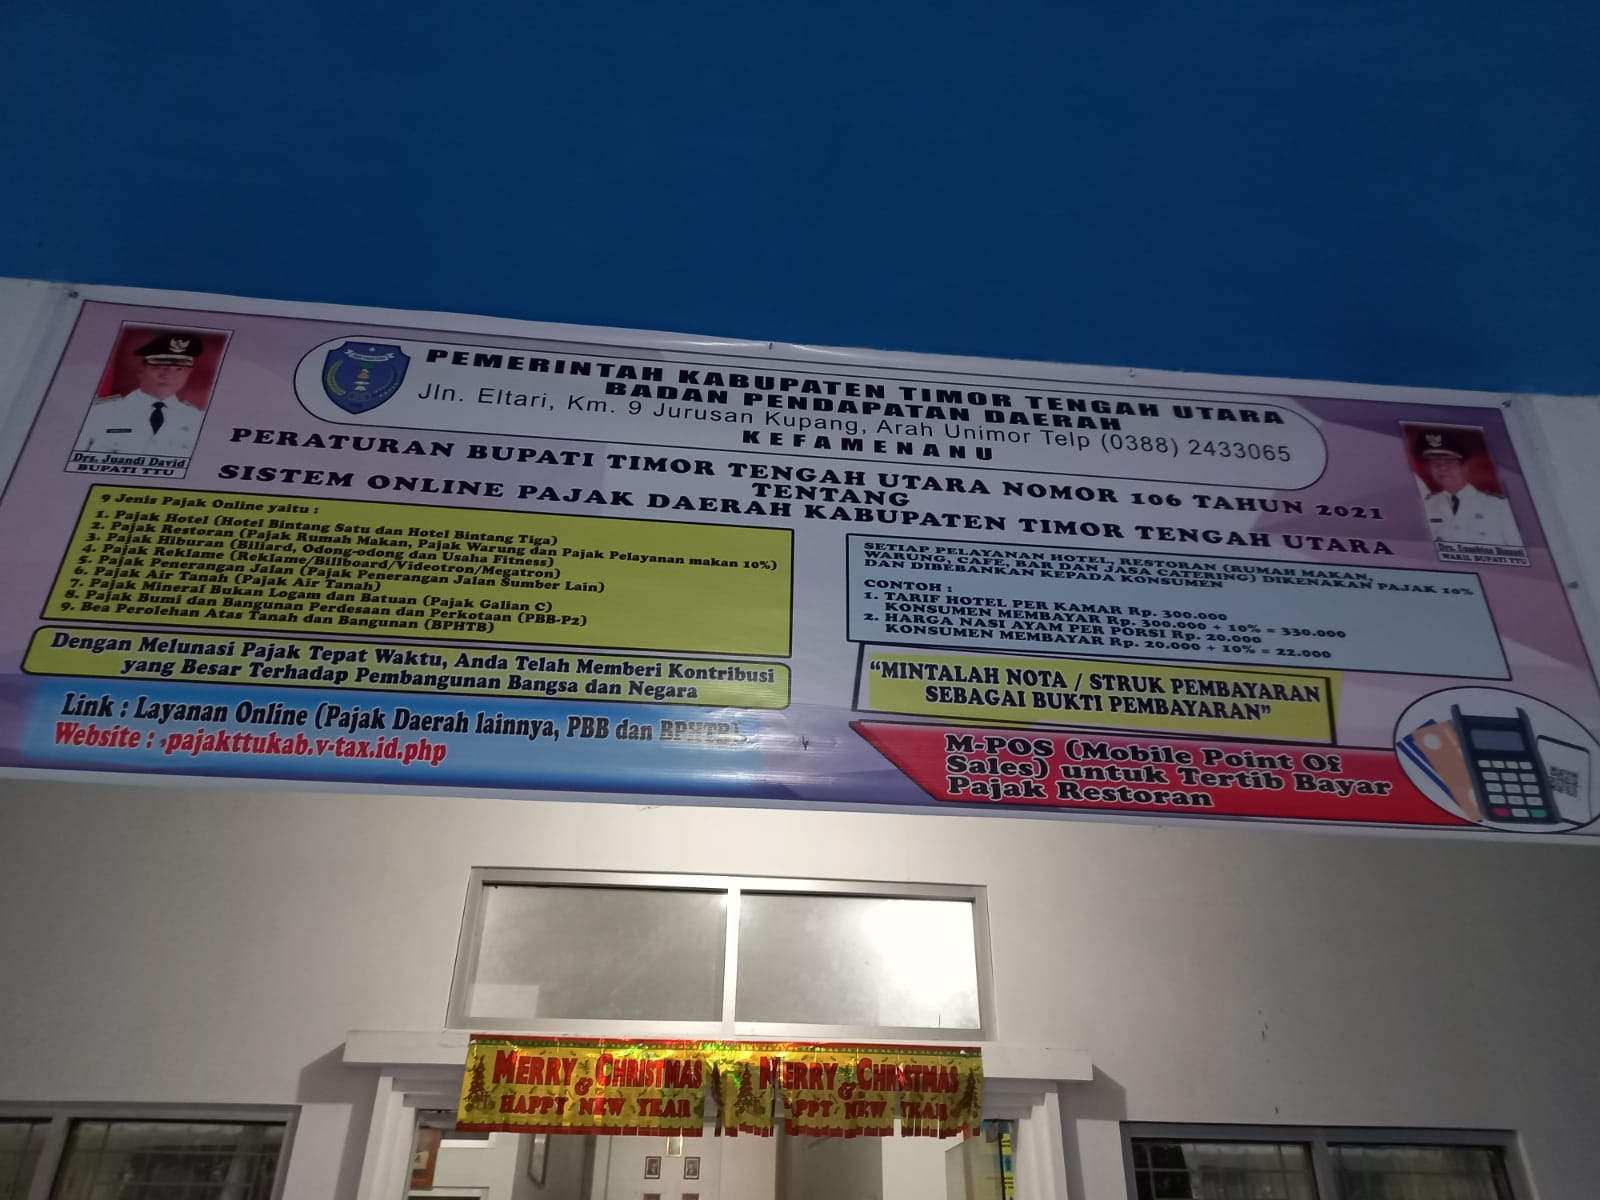 PEMERINTAH KABUPATEN TIMOR TENGAH UTARA
BADAN PENDAPATAN DAERAH
Jln. Eltari, Km. 9 Jurusan Kupang, Arah Unimor Telp (0388) 2433065
KEFAMENANU
Drs. Juandi David
BUPATI TTU
WAKIL BUPATI TTU
PERATURAN BUPATI TIMOR TENGAH UTARA NOMOR 106 TAHUN 2021
TENTANG
SISTEM ONLINE PAJAK DAERAH KABUPATEN TIMOR TENGAH UTARA
9 Jenis Pajak Online yaitu :
1. Pajak Hotel (Hotel Bintang Satu dan Hotel Bintang Tiga)
2. Pajak Restoran (Pajak Rumah Makan, Pajak Warung dan Pajak Pelayanan makan 10%)
3. Pajak Hiburan (Biliard, Odong-odong dan Usaha Fitness)
4. Pajak Reklame (Reklame/Billboard/Videotron/Megatron)
5. Pajak Penerangan Jalan (Pajak Penerangan Jalan Sumber Lain)
6. Pajak Air Tanah (Pajak Air Tanah)
7. Pajak Mineral Bukan Logam dan Batuan (Pajak Galian C)
8. Pajak Bumi dan Bangunan Perdesaan dan Perkotaan (PBB-P2)
9. Bea Perolehan Atas Tanah dan Bangunan (BPHTB)
Dengan Melunasi Pajak Tepat Waktu, Anda Telah Memberi Kontribusi
yang Besar Terhadap Pembangunan Bangsa dan Negara
Link : Layanan Online (Pajak Daerah lainnya, PBB dan BPHTB)
Website : .pajakttukab.v-tax.id.php
SETIAP PELAYANAN HOTEL, RESTORAN (RUMAH MAKAN,
WARUNG, CAFE, BAR DAN JASA CATERING) DIKENAKAN PAJAK 10%
DAN DIBEBANKAN KEPADA KONSUMEN
CONTOH :
1. TARIF HOTEL PER KAMAR Rp. 300.000
KONSUMEN MEMBAYAR Rp. 300.000 + 10% = 330.000
2. HARGA NASI AYAM PER PORSI Rp. 20.000
KONSUMEN MEMBAYAR Rp. 20.000 + 10% = 22.000
“MINTALAH NOTA / STRUK PEMBAYARAN
SEBAGAI BUKTI PEMBAYARAN”
M-POS (Mobile Point Of
Sales) untuk Tertib Bayar
Pajak Restoran
MERRY CHRISTMAS
&
HAPPY NEW YEAR
MERRY CHRISTMAS
&
HAPPY NEW YEAR